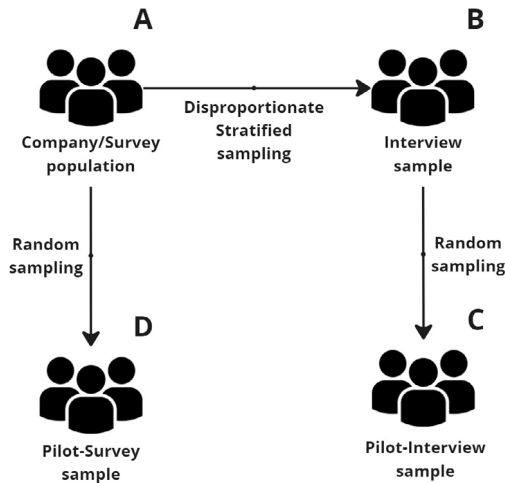 A
B
Disproportionate
Stratified
sampling
Company/Survey
population
Interview
sample
Random
sampling
Random
sampling
D
C
Pilot-Survey
sample
Pilot-Interview
sample